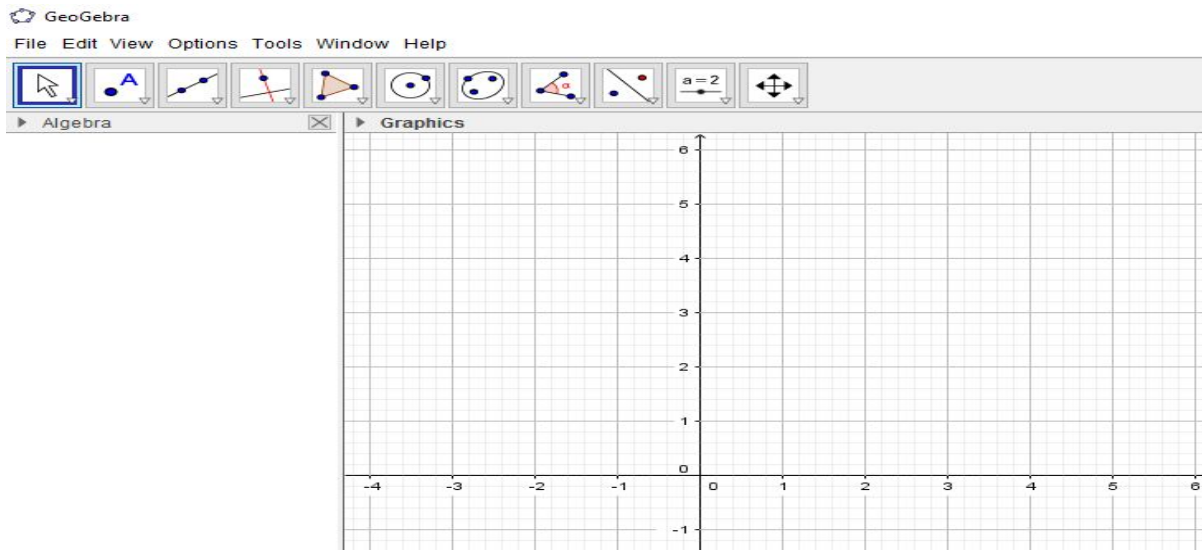 GeoGebra
File Edit View Options Tools Window Help
A
α
a=2
Algebra
Graphics
6
5
4
3
2
1
0
-4 -3 -2 -1 0 1 2 3 4 5 6
-1